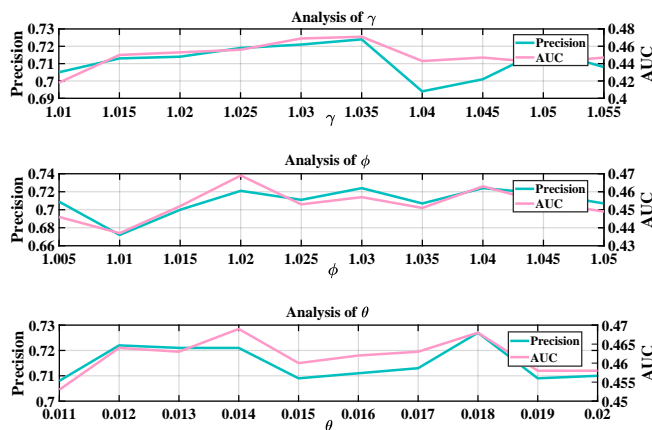 Analysis of γ
Precision
0.73
0.72
0.71
0.7
0.69
0.48
0.46
0.44
0.42
0.4
AUC
Precision
AUC
1.01 1.015 1.02 1.025 1.03 1.035 1.04 1.045 1.05 1.055
γ
Analysis of ϕ
Precision
0.74
0.72
0.7
0.68
0.66
0.47
0.46
0.45
0.44
0.43
AUC
Precision
AUC
1.005 1.01 1.015 1.02 1.025 1.03 1.035 1.04 1.045 1.05
ϕ
Analysis of θ
Precision
0.73
0.72
0.71
0.7
0.47
0.465
0.46
0.455
0.45
AUC
Precision
AUC
0.011 0.012 0.013 0.014 0.015 0.016 0.017 0.018 0.019 0.02
θ